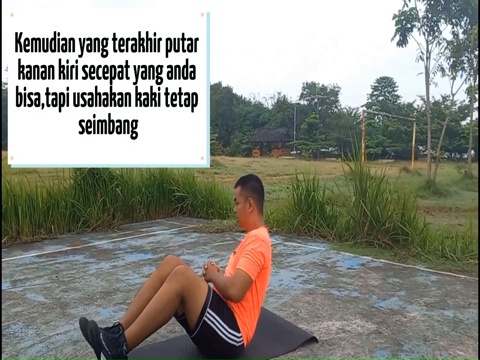 Kemudian yang terakhir putar
kanan kiri secepat yang anda
bisa,tapi usahakan kaki tetap
seimbang